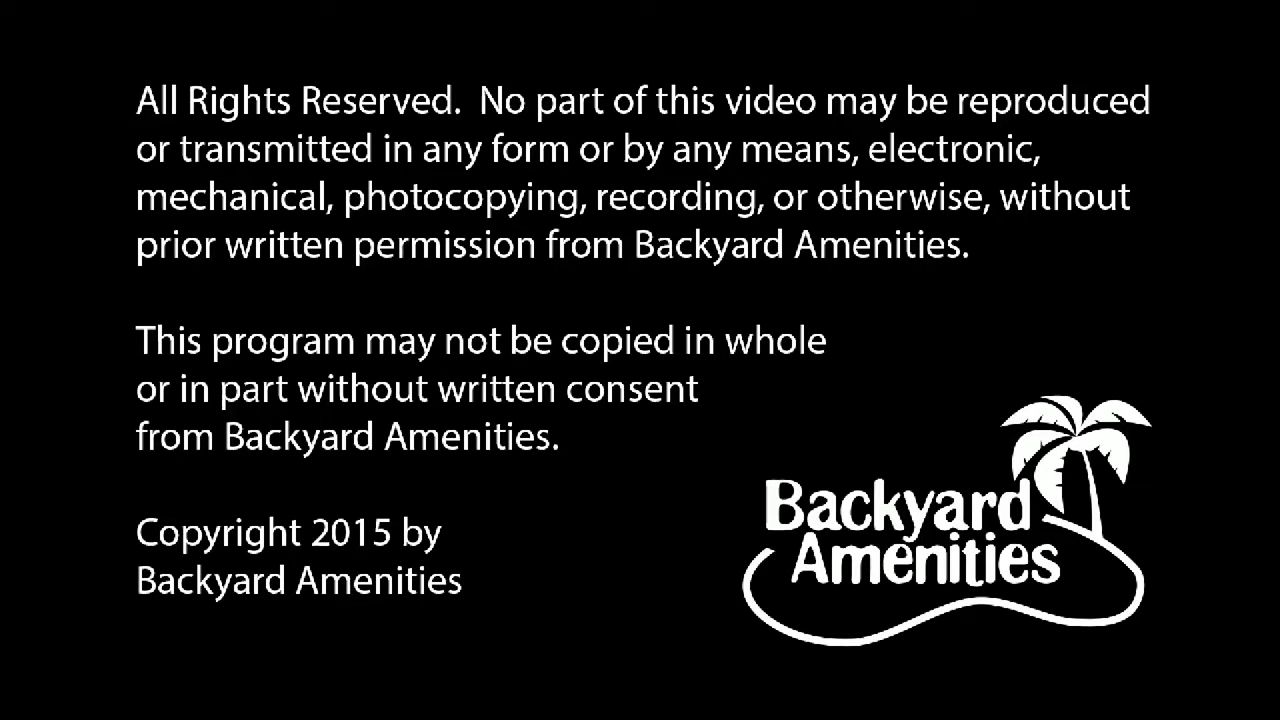 All Rights Reserved.  No part of this video may be reproduced
or transmitted in any form or by any means, electronic,
mechanical, photocopying, recording, or otherwise, without
prior written permission from Backyard Amenities.
This program may not be copied in whole
or in part without written consent
from Backyard Amenities.
Copyright 2015 by
Backyard Amenities
Backyard
Amenities